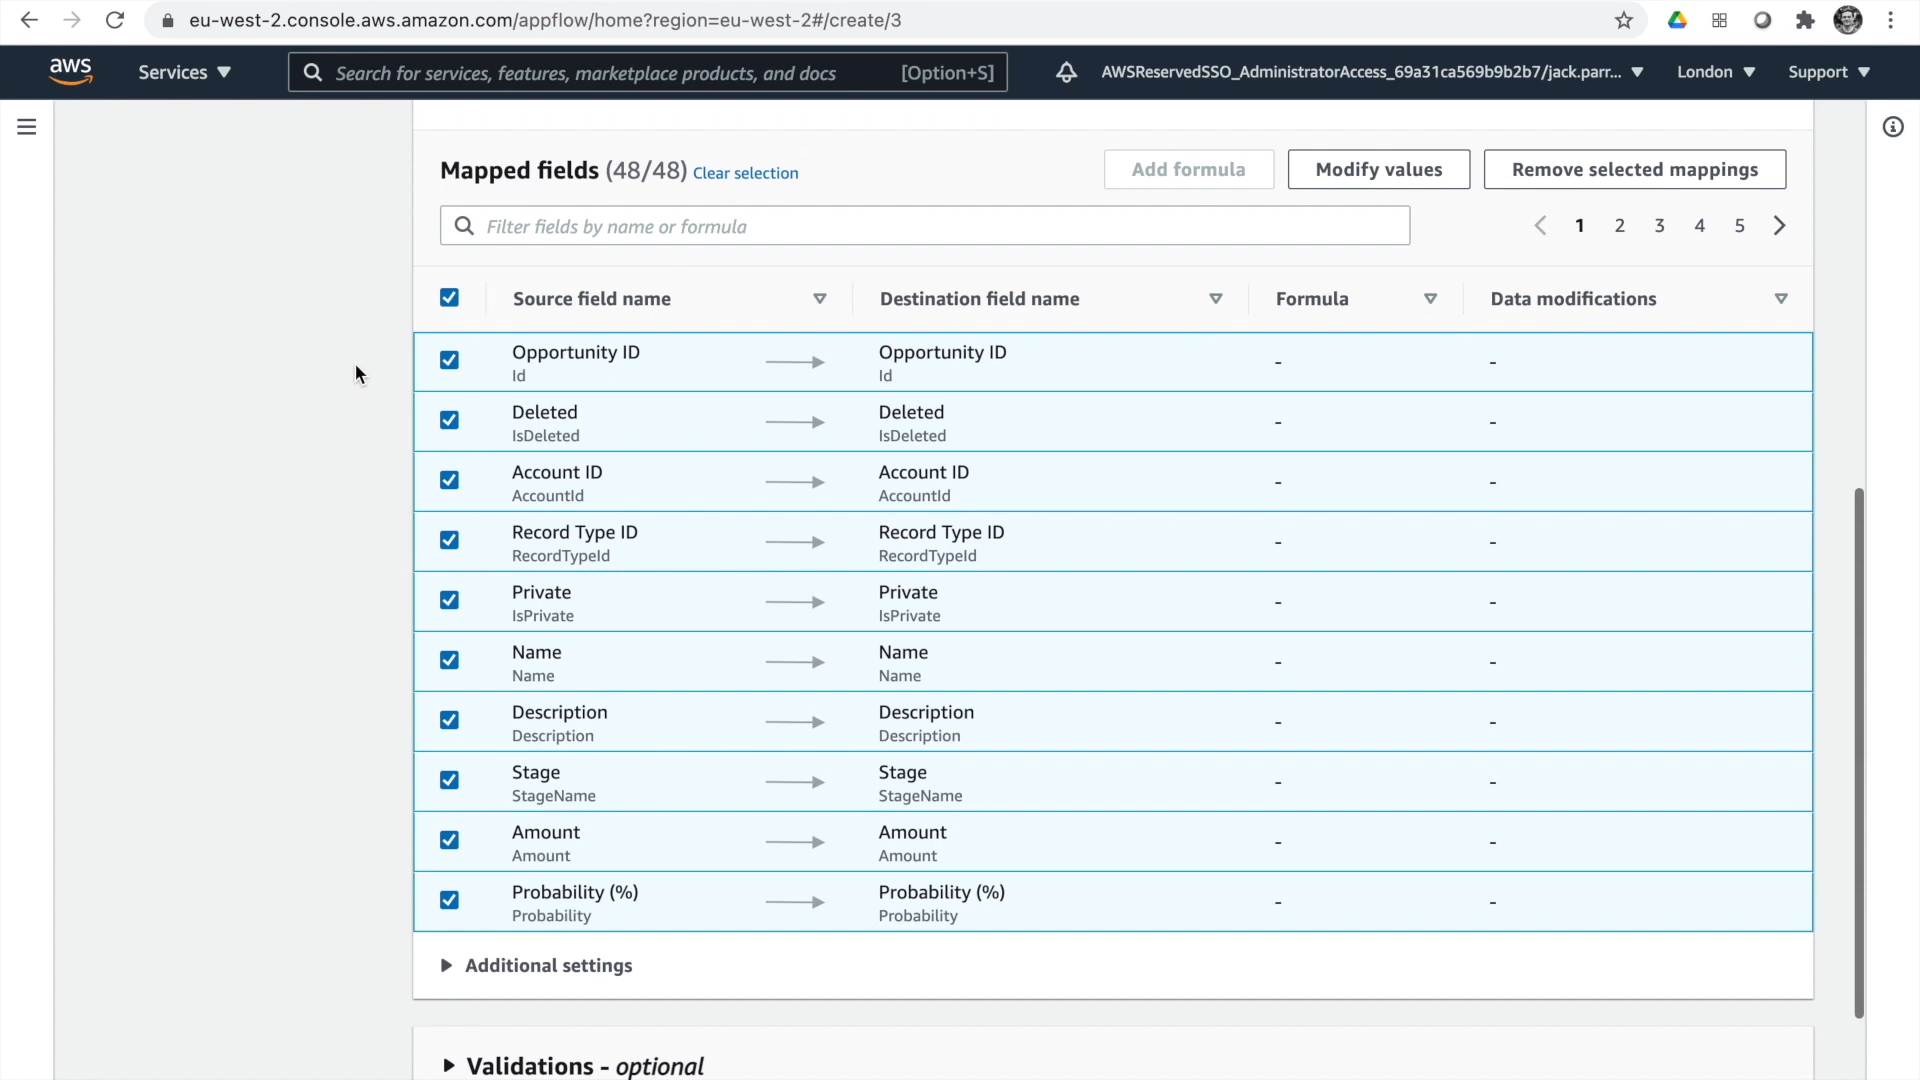 eu-west-2.console.aws.amazon.com/appflow/home?region=eu-west-2#/create/3
aws
Services
Search for services, features, marketplace products, and docs
[Option+S]
AWSReservedSSO_AdministratorAccess_69a31ca569b9b2b7/jack.parr...
London
Support
Mapped fields (48/48) Clear selection
Add formula
Modify values
Remove selected mappings
Filter fields by name or formula
1 2 3 4 5
Source field name Destination field name Formula Data modifications
Opportunity ID Opportunity ID - -
Id Id
Deleted Deleted - -
IsDeleted IsDeleted
Account ID Account ID - -
AccountId AccountId
Record Type ID Record Type ID - -
RecordTypeId RecordTypeId
Private Private - -
IsPrivate IsPrivate
Name Name - -
Name Name
Description Description - -
Description Description
Stage Stage - -
StageName StageName
Amount Amount - -
Amount Amount
Probability (%) Probability (%) - -
Probability Probability
Additional settings
Validations - optional